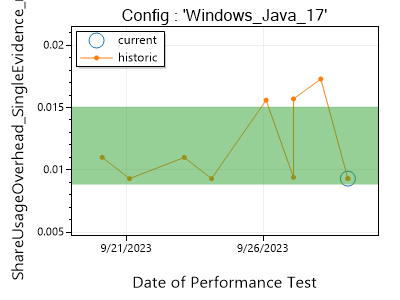 Config : 'Windows_Java_17'
current
historic
0.02
0.015
0.01
0.005
9/21/2023
9/26/2023
Date of Performance Test
ShareUsageOverhead_SingleEvidence_